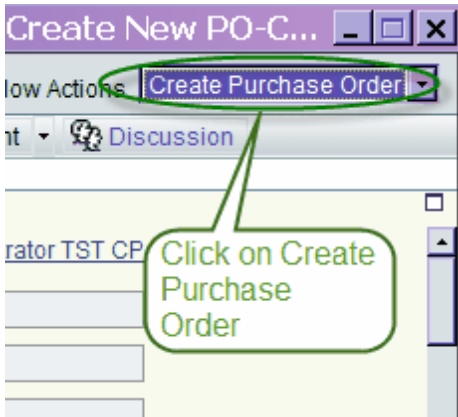 Create New PO-C...
low Actions Create Purchase Order
nt Discussion
rator TST CP
Click on Create
Purchase
Order